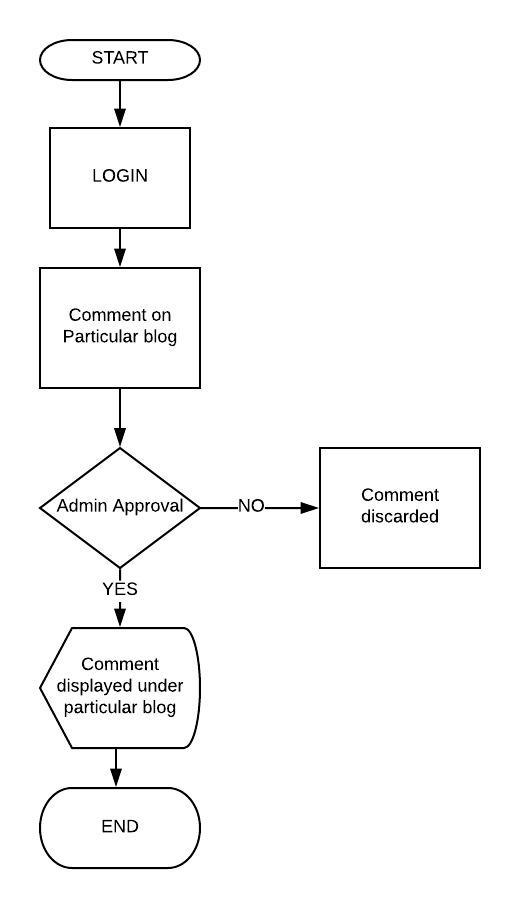 START
LOGIN
Comment on
Particular blog
Admin Approval
NO
Comment
discarded
YES
Comment
displayed under
particular blog
END